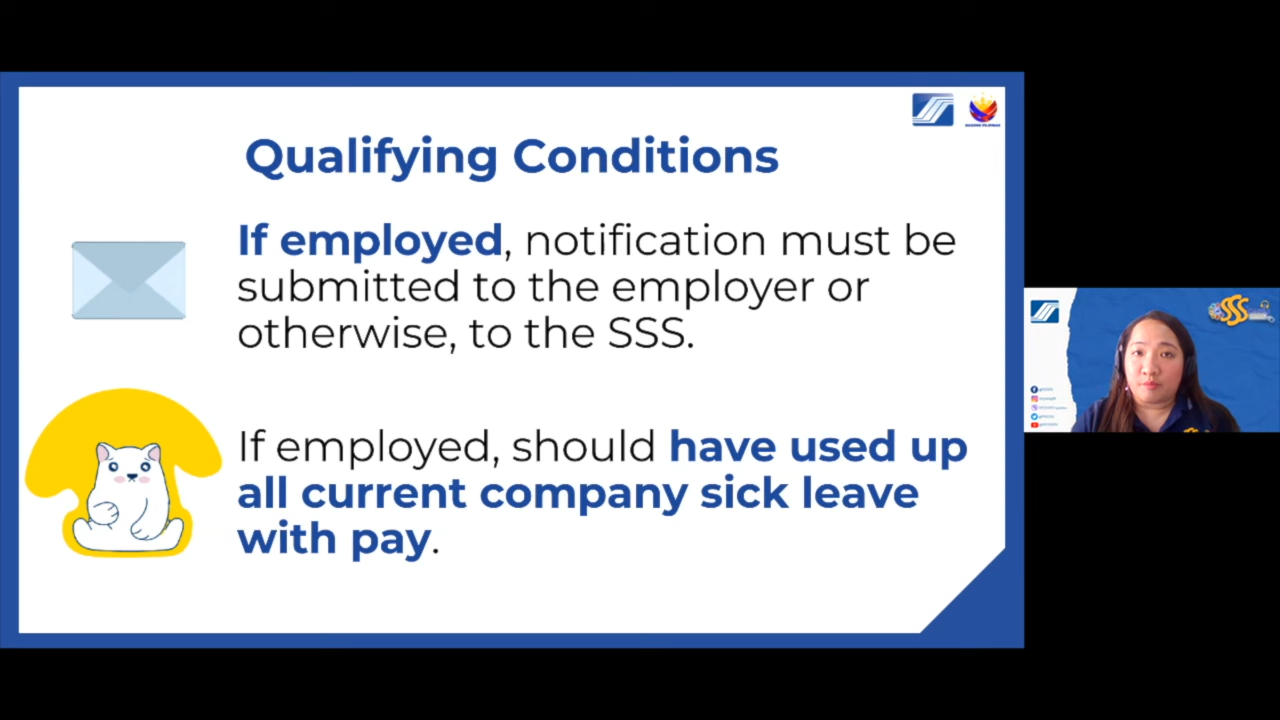 Qualifying Conditions
If employed, notification must be
submitted to the employer or
otherwise, to the SSS.
If employed, should have used up
all current company sick leave
with pay.
SSS